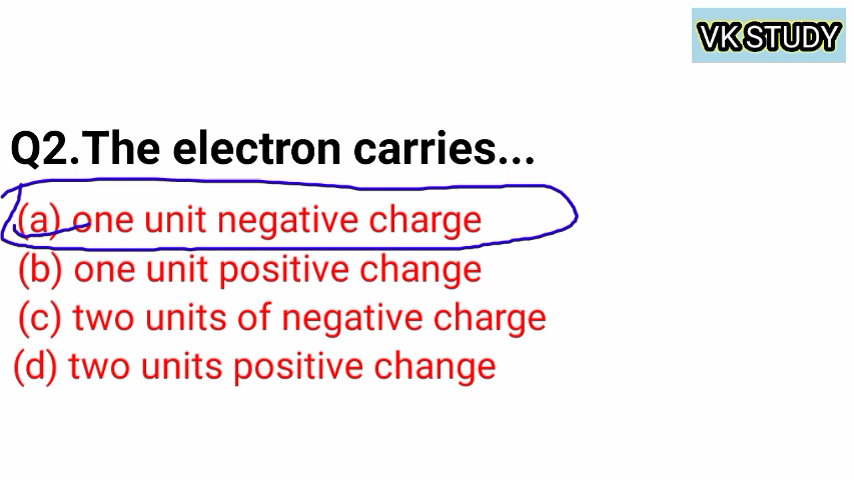 VK STUDY
Q2.The electron carries...
(a) one unit negative charge
(b) one unit positive change
(c) two units of negative charge
(d) two units positive change